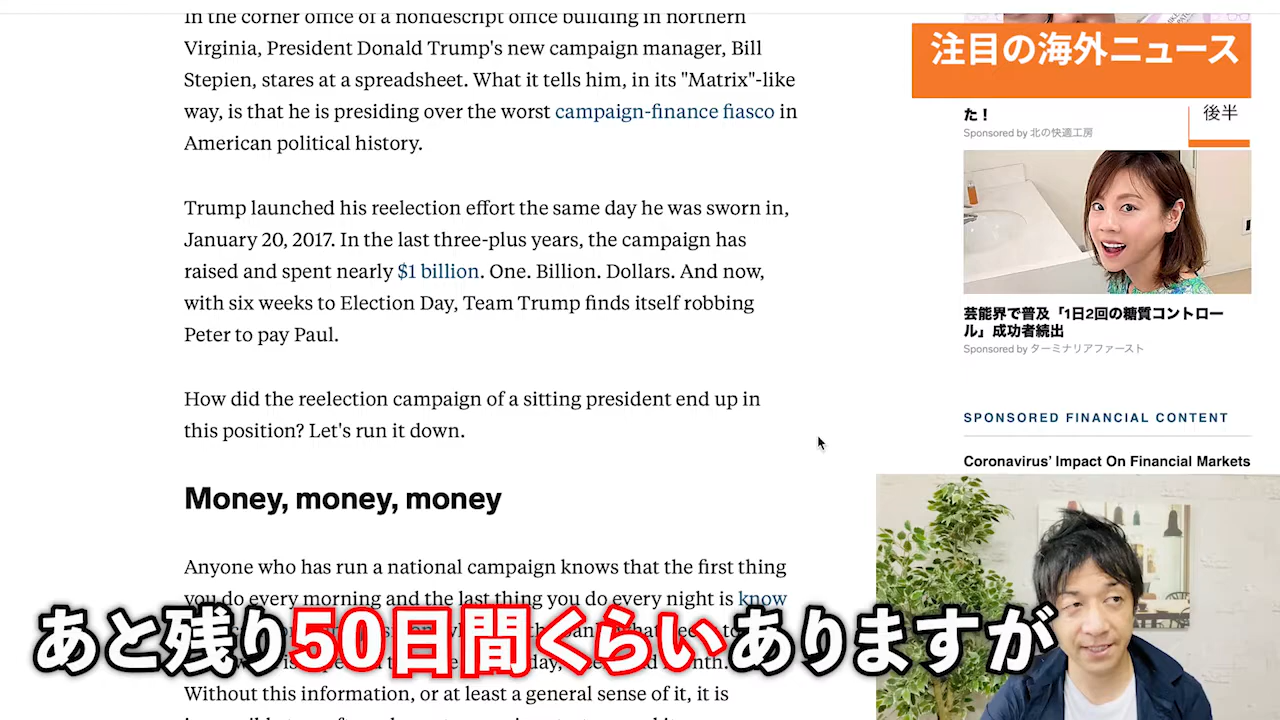 In the corner office of a nondescript office building in northern
Virginia, President Donald Trump's new campaign manager, Bill
Stepien, stares at a spreadsheet. What it tells him, in its "Matrix"-like
way, is that he is presiding over the worst campaign-finance fiasco in
American political history.
Trump launched his reelection effort the same day he was sworn in,
January 20, 2017. In the last three-plus years, the campaign has
raised and spent nearly $1 billion. One. Billion. Dollars. And now,
with six weeks to Election Day, Team Trump finds itself robbing
Peter to pay Paul.
How did the reelection campaign of a sitting president end up in
this position? Let's run it down.
Money, money, money
Anyone who has run a national campaign knows that the first thing
you do every morning and the last thing you do every night is know
Without this information, or at least a general sense of it, it is
注目の海外ニュース
後半
た!
Sponsored by 北の快適工房
芸能界で普及「1日2回の糖質コントロー
ル」成功者続出
Sponsored by ターミナリアファースト
SPONSORED FINANCIAL CONTENT
Coronavirus' Impact On Financial Markets
あと残り50日間くらいありますが